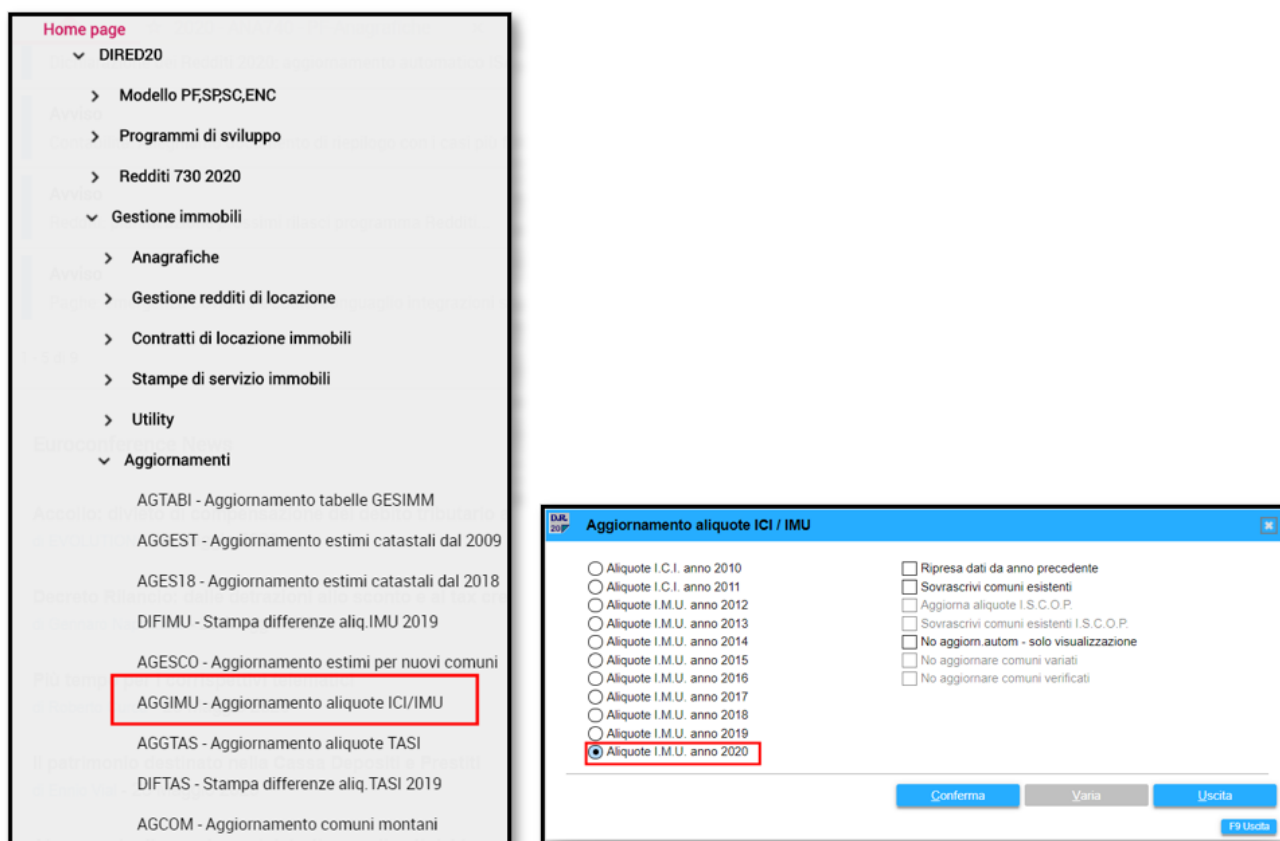 Home page
DIRED20
Modello PF,SP,SC,ENC
Avviso
Programmi di sviluppo
Avviso
Redditi 730 2020
Gestione immobili
Avviso
Anagrafiche
Gestione redditi di locazione
Contratti di locazione immobili
Stampe di servizio immobili
Utility
Euroconference News
Aggiornamenti
AGTABI - Aggiornamento tabelle GESIMM
AGGEST - Aggiornamento estimi catastali dal 2009
AGES18 - Aggiornamento estimi catastali dal 2018
DIFIMU - Stampa differenze aliq.IMU 2019
AGESCO - Aggiornamento estimi per nuovi comuni
AGGIMU - Aggiornamento aliquote ICI/IMU
AGGTAS - Aggiornamento aliquote TASI
DIFTAS - Stampa differenze aliq.TASI 2019
AGCOM - Aggiornamento comuni montani
D.I.R. 20
Aggiornamento aliquote ICI / IMU
Aliquote I.C.I. anno 2010
Aliquote I.C.I. anno 2011
Aliquote I.M.U. anno 2012
Aliquote I.M.U. anno 2013
Aliquote I.M.U. anno 2014
Aliquote I.M.U. anno 2015
Aliquote I.M.U. anno 2016
Aliquote I.M.U. anno 2017
Aliquote I.M.U. anno 2018
Aliquote I.M.U. anno 2019
Aliquote I.M.U. anno 2020
Ripresa dati da anno precedente
Sovrascrivi comuni esistenti
Aggiorna aliquote I.S.C.O.P.
Sovrascrivi comuni esistenti I.S.C.O.P.
No aggiorn.autom - solo visualizzazione
No aggiornare comuni variati
No aggiornare comuni verificati
Conferma
Varia
Uscita
F9 Uscita